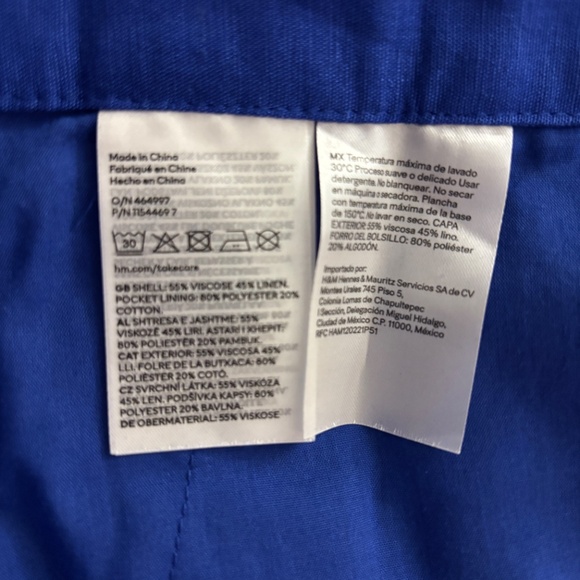 Made in China
Fabriqué en Chine
Hecho en China
O/N 464997
P/N 1154469 7
30
hm.com/takecare
GB SHELL: 55% VISCOSE 45% LINEN.
POCKET LINING: 80% POLYESTER 20%
COTTON.
AL SHTRESA E JASHTME: 55%
VISKOZË 45% LIRI. ASTARI I XHEPIT:
80% POLIESTËR 20% PAMBUK.
CAT EXTERIOR: 55% VISCOSA 45%
LLI. FOLRE DE LA BUTXACA: 80%
POLIÈSTER 20% COTÓ.
CZ SVRCHNÍ LÁTKA: 55% VISKÓZA
45% LEN. PODŠÍVKA KAPSY: 80%
POLYESTER 20% BAVLNA.
DE OBERMATERIAL: 55% VISKOSE
MX Temperatura máxima de lavado
30°C Proceso suave o delicado Usar
detergente. No blanquear. No secar
en máquina o secadora. Plancha
con temperatura máxima de la base
de 150°C. No lavar en seco. CAPA
EXTERIOR: 55% viscosa 45% lino.
FORRO DEL BOLSILLO: 80% poliéster
20% ALGODÓN.
Importado por:
H&M Hennes & Mauritz Servicios SA de CV
Montes Urales 745 Piso 5,
Colonia Lomas de Chapultepec
I Sección, Delegación Miguel Hidalgo,
Ciudad de México C.P. 11000, México
RFC HAM120221P51